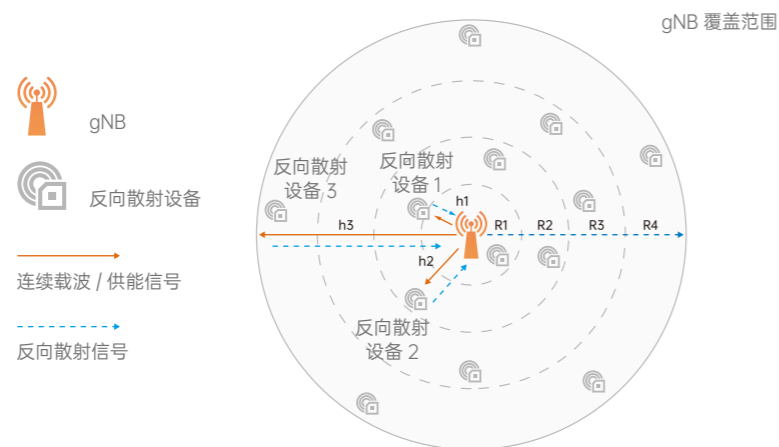 gNB 覆盖范围
gNB
反向散射设备
连续载波 / 供能信号
反向散射信号
反向散射
设备 3
反向散射
设备 1
h1
h3
R1
R2
R3
R4
h2
反向散射
设备 2